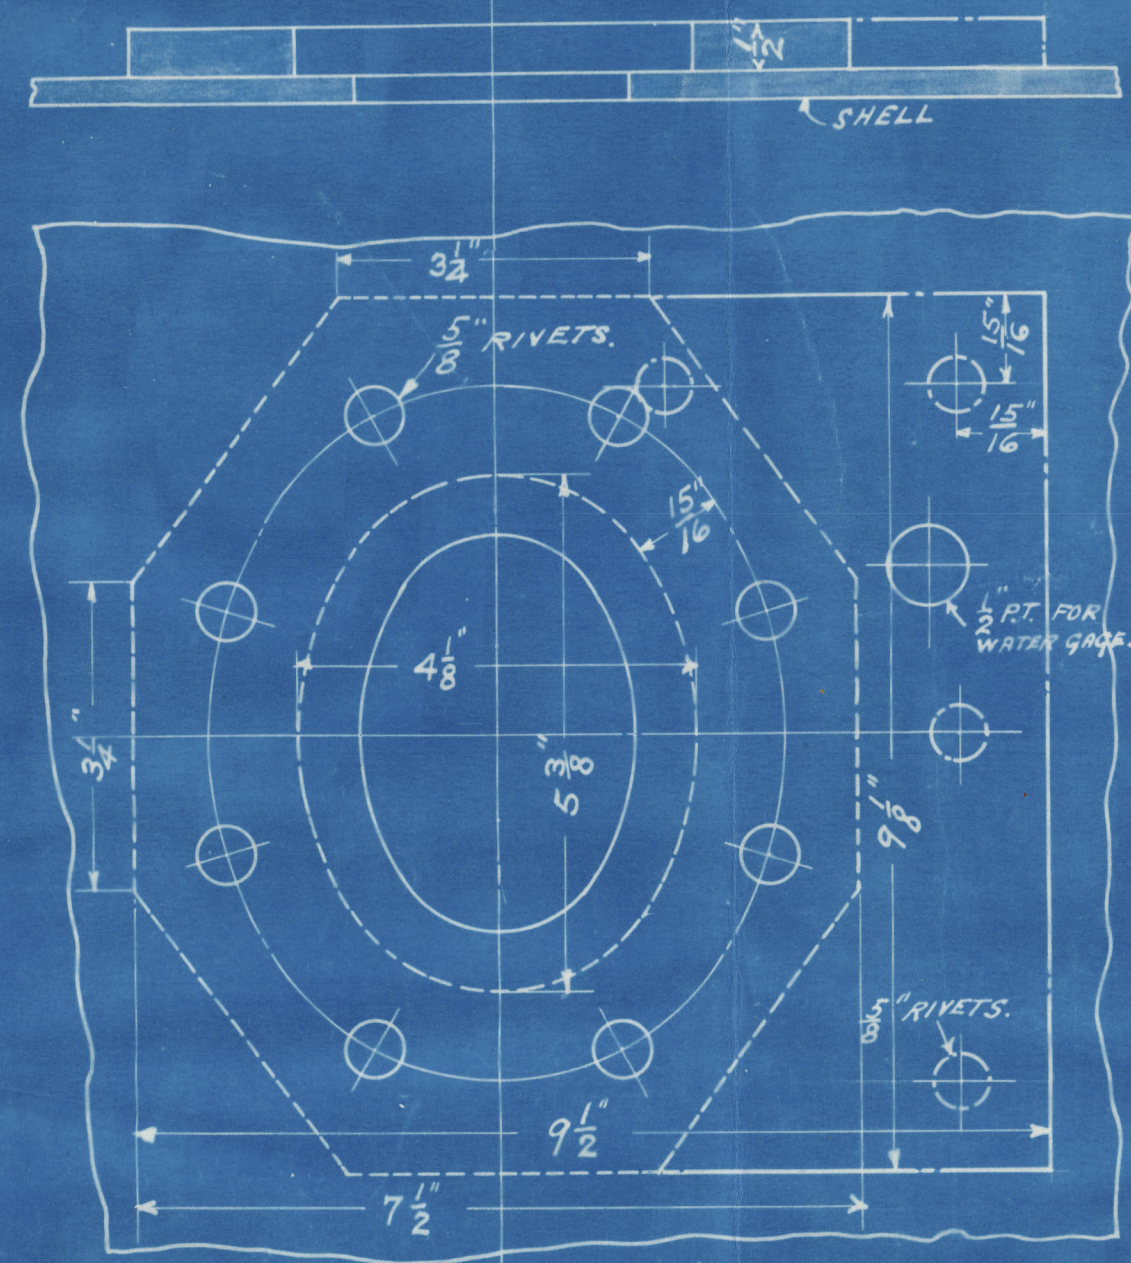 1/2"
SHELL
3 1/4"
5/8" RIVETS.
15/16"
15/16"
15/16"
1/2" P.T. FOR
WATER GAGE.
4 1/8"
3 1/4"
5 3/8"
9 1/8"
5/8" RIVETS.
9 1/2"
7 1/2"